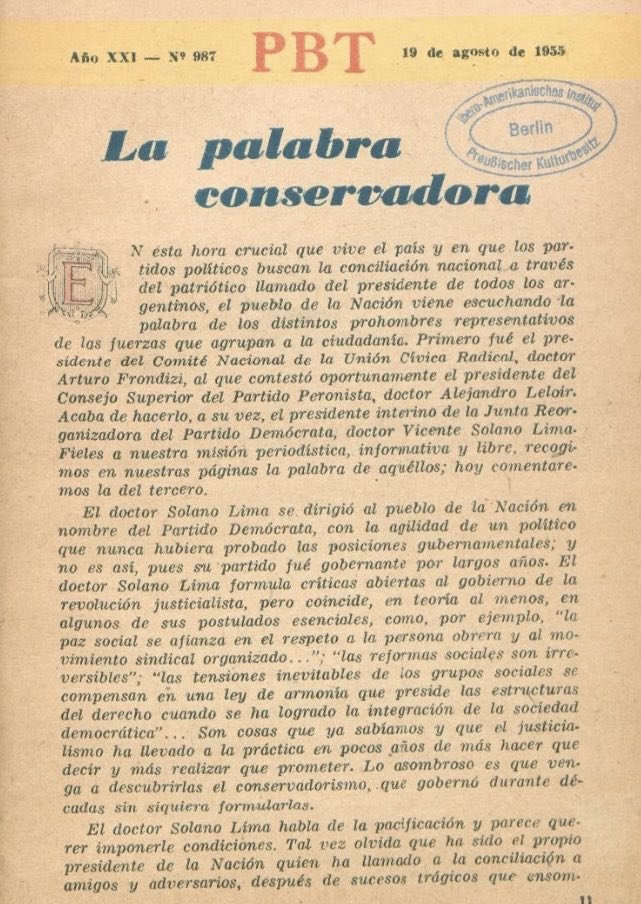 Año XXI — Nº 987 PBT 19 de agosto de 1955
Ibero-Amerikanisches Institut
Berlin
Preußischer Kulturbesitz
La palabra
conservadora
EN esta hora crucial que vive el país y en que los par-
tidos políticos buscan la conciliación nacional a través
del patriótico llamado del presidente de todos los ar-
gentinos, el pueblo de la Nación viene escuchando la
palabra de los distintos prohombres representativos
de las fuerzas que agrupan a la ciudadanía. Primero fué el pre-
sidente del Comité Nacional de la Unión Cívica Radical, doctor
Arturo Frondizi, al que contestó oportunamente el presidente del
Consejo Superior del Partido Peronista, doctor Alejandro Leloir.
Acaba de hacerlo, a su vez, el presidente interino de la Junta Reor-
ganizadora del Partido Demócrata, doctor Vicente Solano Lima.
Fieles a nuestra misión periodística, informativa y libre, recogi-
mos en nuestras páginas la palabra de aquéllos; hoy comentare-
mos la del tercero.
El doctor Solano Lima se dirigió al pueblo de la Nación en
nombre del Partido Demócrata, con la agilidad de un político
que nunca hubiera probado las posiciones gubernamentales; y
no es así, pues su partido fué gobernante por largos años. El
doctor Solano Lima formula críticas abiertas al gobierno de la
revolución justicialista, pero coincide, en teoría al menos, en
algunos de sus postulados esenciales, como, por ejemplo, "la
paz social se afianza en el respeto a la persona obrera y al mo-
vimiento sindical organizado..."; "las reformas sociales son irre-
versibles"; "las tensiones inevitables de los grupos sociales se
compensan en una ley de armonía que preside las estructuras
del derecho cuando se ha logrado la integración de la sociedad
democrática"... Son cosas que ya sabíamos y que el justicia-
lismo ha llevado a la práctica en pocos años de más hacer que
decir y más realizar que prometer. Lo asombroso es que ven-
ga a descubrirlas el conservadorismo, que gobernó durante dé-
cadas sin siquiera formularlas.
El doctor Solano Lima habla de la pacificación y parece que-
rer imponerle condiciones. Tal vez olvida que ha sido el propio
presidente de la Nación quien ha llamado a la conciliación a
amigos y adversarios, después de sucesos trágicos que ensom-
11